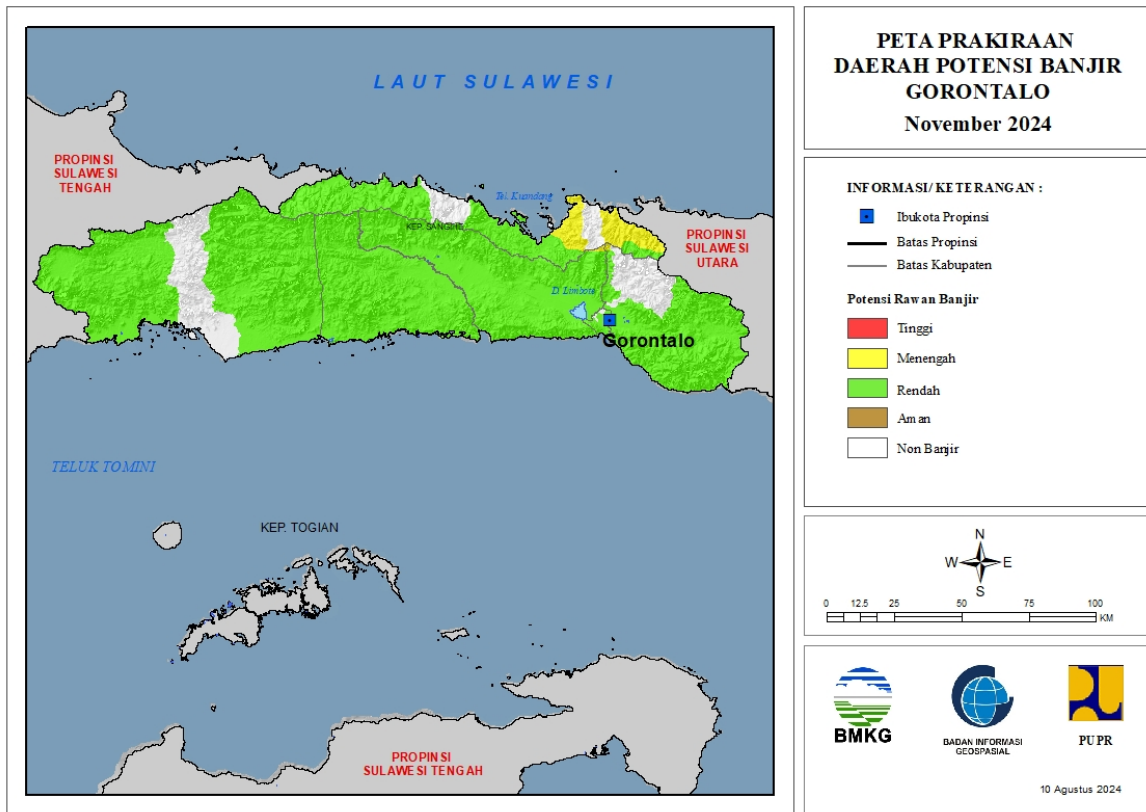 LAUT SULAWESI
PROPINSI
SULAWESI
TENGAH
Tel. Kuandang
KEP. SANGIHE
PROPINSI
SULAWESI
UTARA
D. Limboto
Gorontalo
TELUK TOMINI
KEP. TOGIAN
PROPINSI
SULAWESI TENGAH
PETA PRAKIRAAN
DAERAH POTENSI BANJIR
GORONTALO
November 2024
INFORMASI/ KETERANGAN :
Ibukota Propinsi
Batas Propinsi
Batas Kabupaten
Potensi Rawan Banjir
Tinggi
Menengah
Rendah
Aman
Non Banjir
N
W E
S
0 12.5 25 50 75 100
KM
BMKG
BADAN INFORMASI
GEOSPASIAL
PUPR
10 Agustus 2024